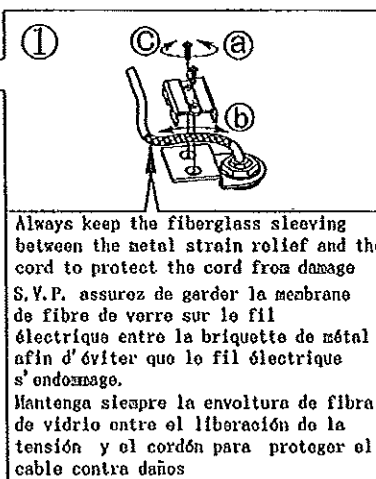 ① ⓒ ⓐ
ⓑ
Always keep the fiberglass sleeving
between the metal strain relief and the
cord to protect the cord from damage
S.V.P. assurez de garder la membrane
de fibre de verre sur le fil
électrique entre la briquette de métal
afin d'éviter que le fil électrique
s'endommage.
Mantenga siempre la envoltura de fibra
de vidrio entre el liberación de la
tensión y el cordón para proteger el
cable contra daños